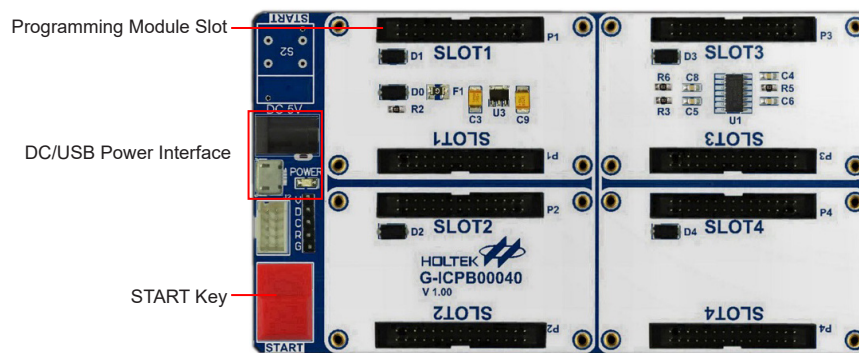 START
Programming Module Slot
P1
P3
S2
D1
SLOT1
D3
SLOT3
D0
F1
R6
C8
C4
R5
DC 5V
R2
C3
U3
C9
R3
C5
U1
C6
SLOT1
SLOT3
P1
P3
DC/USB Power Interface
POWER
P2
P4
D
C
R
G
D2
SLOT2
D4
SLOT4
HOLTEK
G-ICPB00040
V 1.00
START Key
SLOT2
SLOT4
P2
P4
START